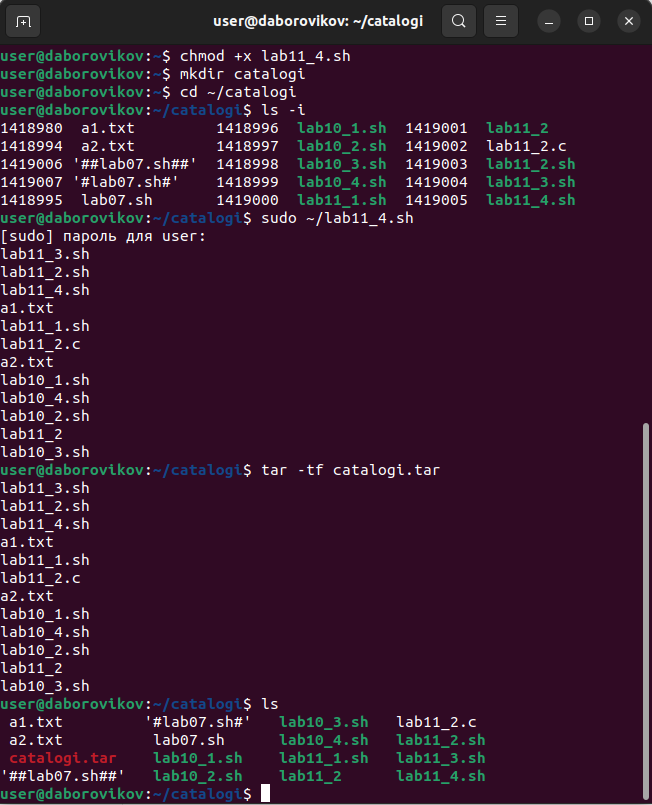 user@daborovikov: ~/catalogi
user@daborovikov:~$ chmod +x lab11_4.sh
user@daborovikov:~$ mkdir catalogi
user@daborovikov:~$ cd ~/catalogi
user@daborovikov:~/catalogi$ ls -i
1418980  a1.txt         1418996  lab10_1.sh  1419001  lab11_2
1418994  a2.txt         1418997  lab10_2.sh  1419002  lab11_2.c
1419006 '##lab07.sh##'  1418998  lab10_3.sh  1419003  lab11_2.sh
1419007 '#lab07.sh#'    1418999  lab10_4.sh  1419004  lab11_3.sh
1418995  lab07.sh       1419000  lab11_1.sh  1419005  lab11_4.sh
user@daborovikov:~/catalogi$ sudo ~/lab11_4.sh
[sudo] пароль для user:
lab11_3.sh
lab11_2.sh
lab11_4.sh
a1.txt
lab11_1.sh
lab11_2.c
a2.txt
lab10_1.sh
lab10_4.sh
lab10_2.sh
lab11_2
lab10_3.sh
user@daborovikov:~/catalogi$ tar -tf catalogi.tar
lab11_3.sh
lab11_2.sh
lab11_4.sh
a1.txt
lab11_1.sh
lab11_2.c
a2.txt
lab10_1.sh
lab10_4.sh
lab10_2.sh
lab11_2
lab10_3.sh
user@daborovikov:~/catalogi$ ls
 a1.txt         '#lab07.sh#'   lab10_3.sh   lab11_2.c
 a2.txt          lab07.sh      lab10_4.sh   lab11_2.sh
 catalogi.tar    lab10_1.sh    lab11_1.sh   lab11_3.sh
'##lab07.sh##'   lab10_2.sh    lab11_2      lab11_4.sh
user@daborovikov:~/catalogi$